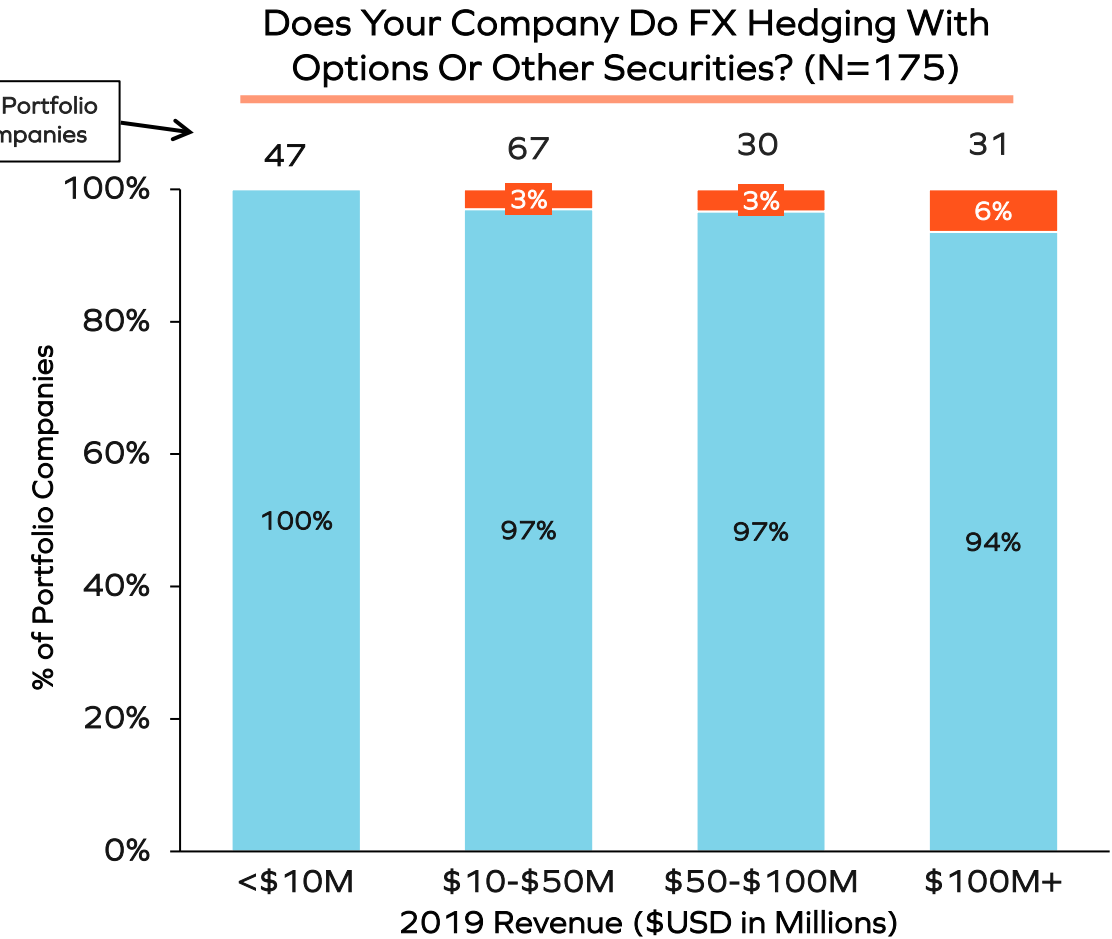 Does Your Company Do FX Hedging With
Options Or Other Securities? (N=175)
Portfolio
47 67 30 31
100%
3% 3% 6%
80%
60%
% of Portfolio Companies
100% 97% 97% 94%
40%
20%
0%
<$10M $10-$50M $50-$100M $100M+
2019 Revenue ($USD in Millions)